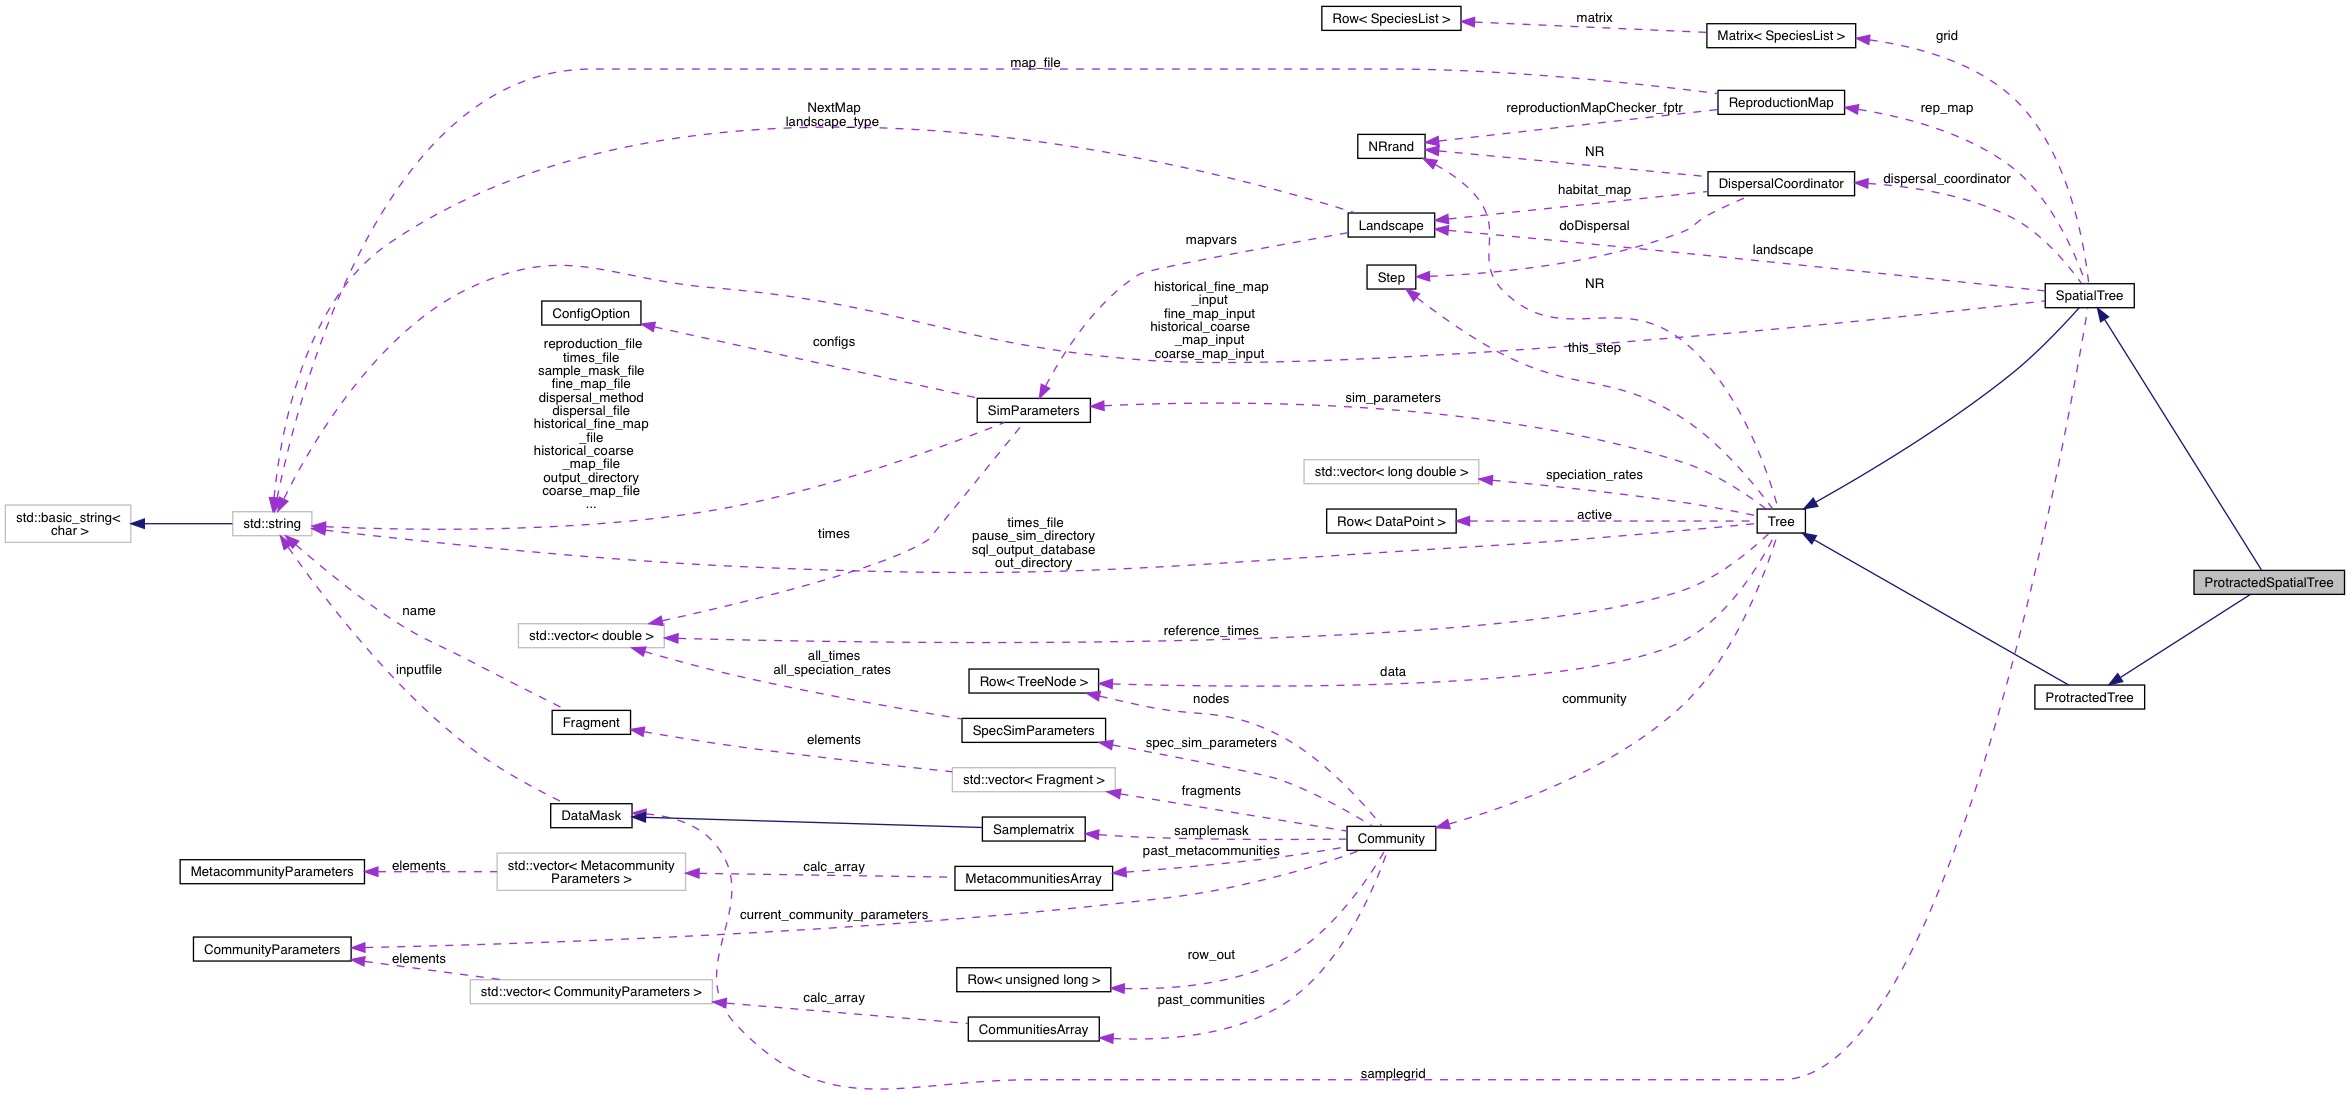 Row< SpeciesList >
matrix
Matrix< SpeciesList >
grid
map_file
ReproductionMap
rep_map
NextMap
landscape_type
reproductionMapChecker_fptr
NRrand
NR
DispersalCoordinator
dispersal_coordinator
habitat_map
Landscape
doDispersal
mapvars
landscape
Step
NR
historical_fine_map
_input
fine_map_input
historical_coarse
_map_input
coarse_map_input
SpatialTree
ConfigOption
configs
this_step
reproduction_file
times_file
sample_mask_file
fine_map_file
dispersal_method
dispersal_file
historical_fine_map
_file
historical_coarse
_map_file
output_directory
coarse_map_file
...
SimParameters
sim_parameters
std::vector< long double >
speciation_rates
std::basic_string<
char >
std::string
Row< DataPoint >
active
Tree
times
times_file
pause_sim_directory
sql_output_database
out_directory
ProtractedSpatialTree
name
std::vector< double >
reference_times
all_times
all_speciation_rates
inputfile
Row< TreeNode >
data
nodes
community
ProtractedTree
Fragment
SpecSimParameters
elements
spec_sim_parameters
std::vector< Fragment >
fragments
DataMask
Samplematrix
samplemask
Community
past_metacommunities
MetacommunityParameters
elements
std::vector< Metacommunity
Parameters >
calc_array
MetacommunitiesArray
current_community_parameters
CommunityParameters
elements
row_out
Row< unsigned long >
std::vector< CommunityParameters >
calc_array
past_communities
CommunitiesArray
samplegrid